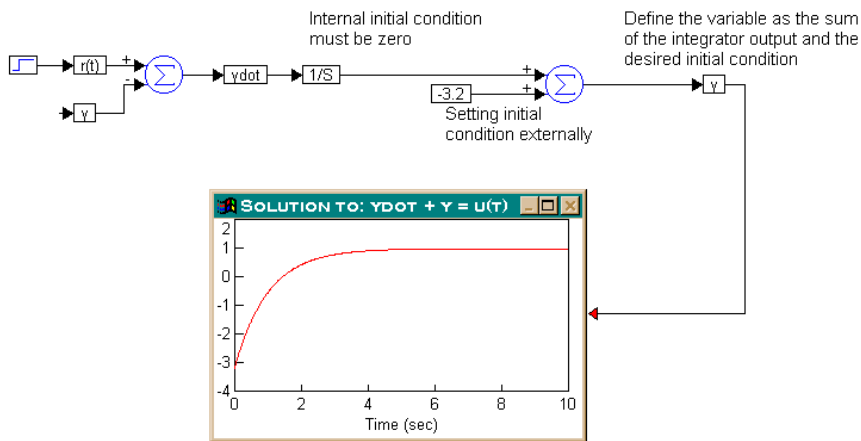 Internal initial condition
must be zero
Define the variable as the sum
of the integrator output and the
desired initial condition
r(t)
+
-
Σ
ydot
1/S
+
+
Σ
y
y
-3.2
Setting initial
condition externally
SOLUTION TO: YDOT + Y = U(T)
2
1
0
-1
-2
-3
-4
0
2
4
6
8
10
Time (sec)